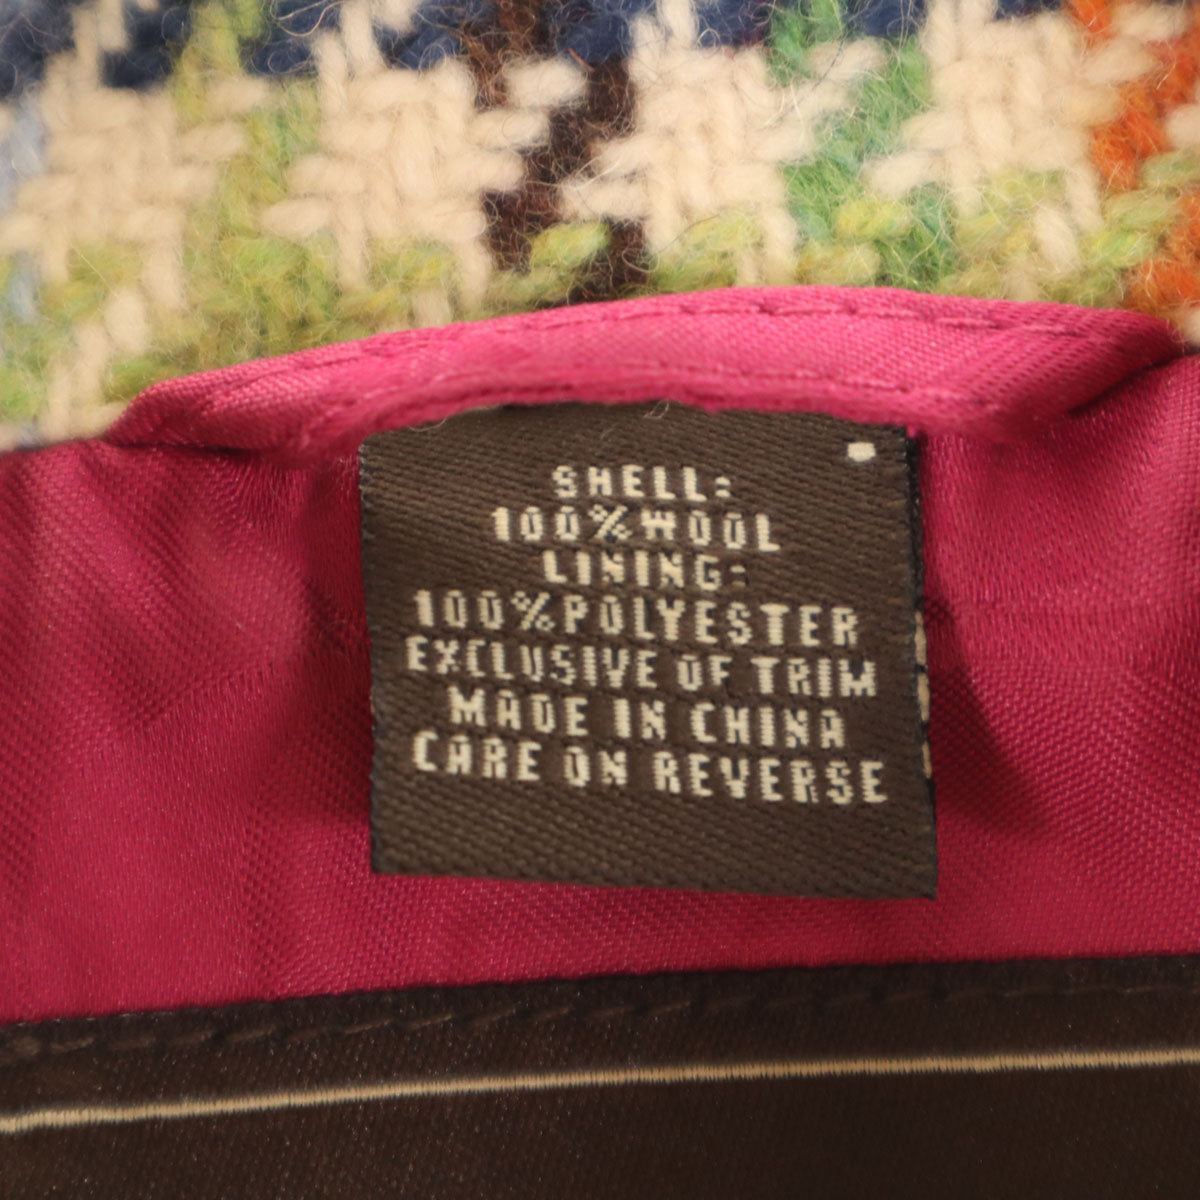 SHELL:
100%WOOL
LINING:
100%POLYESTER
EXCLUSIVE OF TRIM
MADE IN CHINA
CARE ON REVERSE